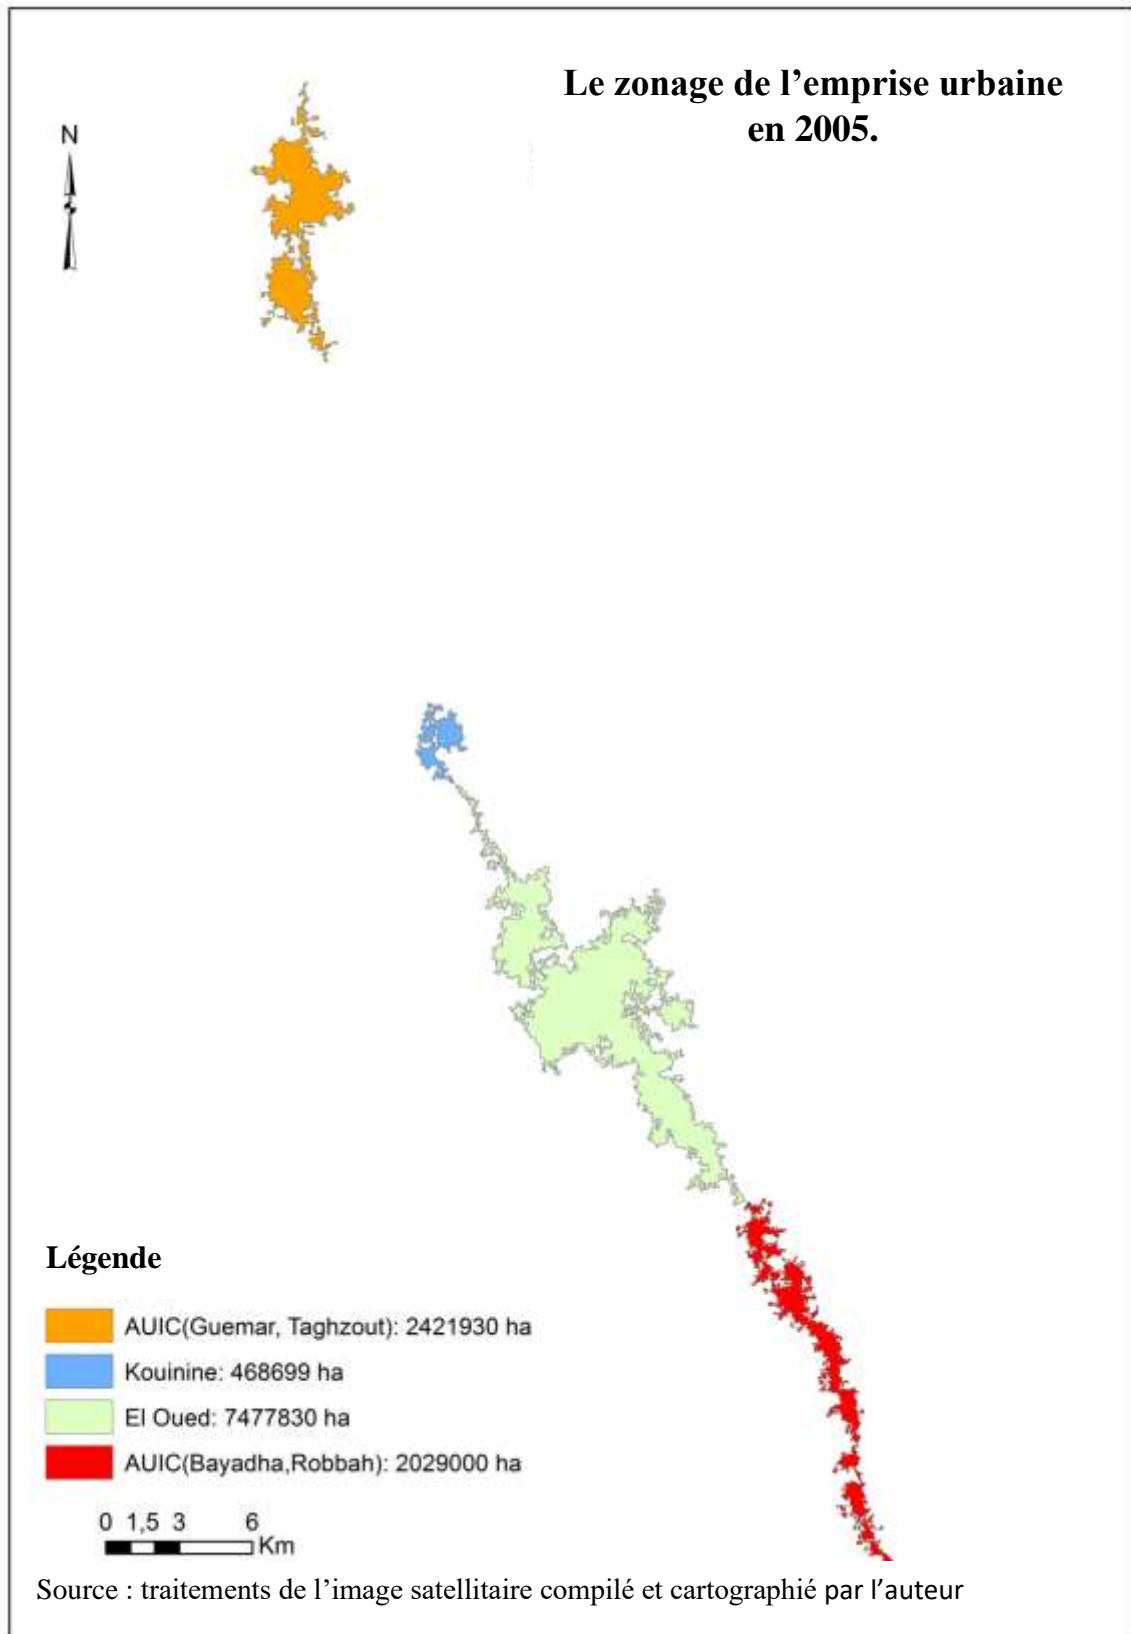 Le zonage de l’emprise urbaine
en 2005.
N
Légende
AUIC(Guemar, Taghzout): 2421930 ha
Kouinine: 468699 ha
El Oued: 7477830 ha
AUIC(Bayadha,Robbah): 2029000 ha
0 1,5 3 6
Km
Source : traitements de l’image satellitaire compilé et cartographié par l’auteur